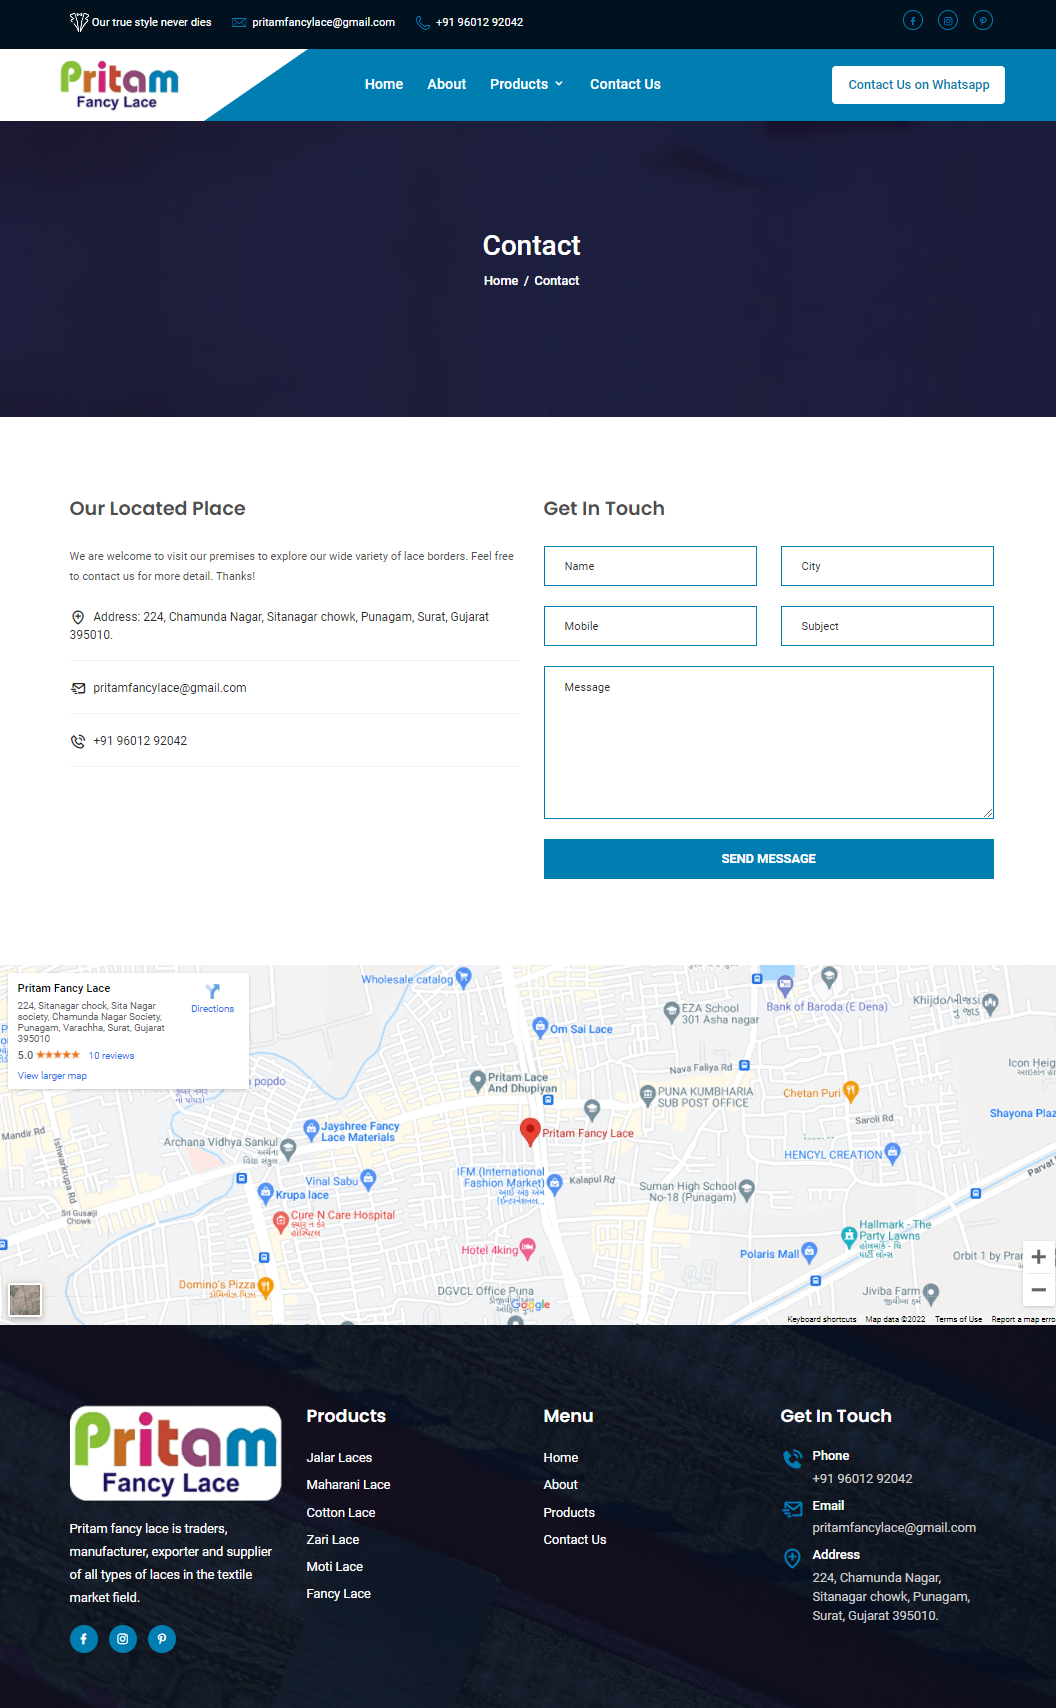 Our true style never dies
pritamfancylace@gmail.com
+91 96012 92042
Pritam
Fancy Lace
Home
About
Products
Contact Us
Contact Us on Whatsapp
Contact
Home / Contact
Our Located Place
We are welcome to visit our premises to explore our wide variety of lace borders. Feel free
to contact us for more detail. Thanks!
Address: 224, Chamunda Nagar, Sitanagar chowk, Punagam, Surat, Gujarat
395010.
pritamfancylace@gmail.com
+91 96012 92042
Get In Touch
Name
City
Mobile
Subject
Message
SEND MESSAGE
Pritam Fancy Lace
224, Sitanagar chock, Sita Nagar
society, Chamunda Nagar Society,
Punagam, Varachha, Surat, Gujarat
395010
5.0
10 reviews
View larger map
Directions
Wholesale catalog
Om Sai Lace
EZA School
301 Asha nagar
Bank of Baroda (E Dena)
Khijdo/ખીજડા
નુ જાડ
popdo
Pritam Lace
And Dhupiyan
Nava Faliya Rd
PUNA KUMBHARIA
SUB POST OFFICE
Chetan Puri
Icon Heig
Shayona Plaz
Saroli Rd
Mandir Rd
Ishwarkrupa Rd
Archana Vidhya Sankul
અર્ચના
વિદ્યા સંકુલ
Jayshree Fancy
Lace Materials
Pritam Fancy Lace
HENCYL CREATION
Parvat
Vinal Sabu
Krupa lace
IFM (International
Fashion Market)
Kalapul Rd
Suman High School
No-18 (Punagam)
Sri Gusaiji
Chowk
Cure N Care Hospital
ક્યોર ન કેર
હોસ્પિટલ
Hotel 4king
Hallmark - The
Party Lawns
હોલમાર્ક - ધિ
પાર્ટી લૉન્સ
Polaris Mall
Orbit 1 by Pran
Domino's Pizza
ડોમિનોઝ પિઝા
DGVCL Office Puna
Google
Jiviba Farm
જીવીબા ફર્મ
Keyboard shortcuts
Map data ©2022
Terms of Use
Report a map erro
Pritam
Fancy Lace
Pritam fancy lace is traders,
manufacturer, exporter and supplier
of all types of laces in the textile
market field.
Products
Jalar Laces
Maharani Lace
Cotton Lace
Zari Lace
Moti Lace
Fancy Lace
Menu
Home
About
Products
Contact Us
Get In Touch
Phone
+91 96012 92042
Email
pritamfancylace@gmail.com
Address
224, Chamunda Nagar,
Sitanagar chowk, Punagam,
Surat, Gujarat 395010.